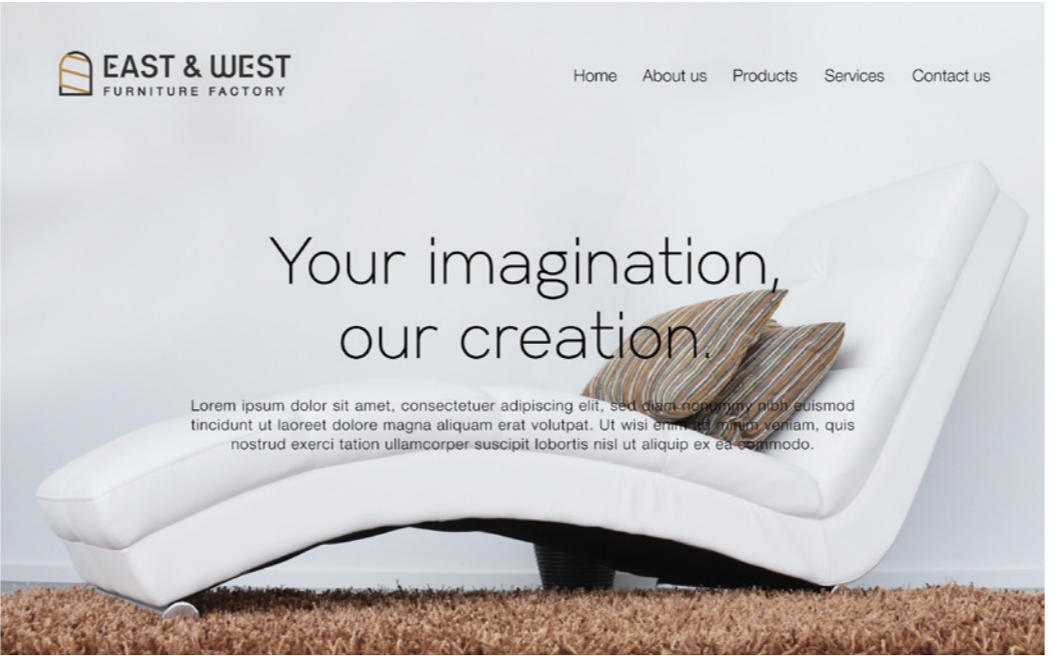 EAST & WEST
FURNITURE FACTORY
Home About us Products Services Contact us
Your imagination,
our creation.
Lorem ipsum dolor sit amet, consectetuer adipiscing elit, sed diam nonummy nibh euismod
tincidunt ut laoreet dolore magna aliquam erat volutpat. Ut wisi enim ad minim veniam, quis
nostrud exerci tation ullamcorper suscipit lobortis nisl ut aliquip ex ea commodo.